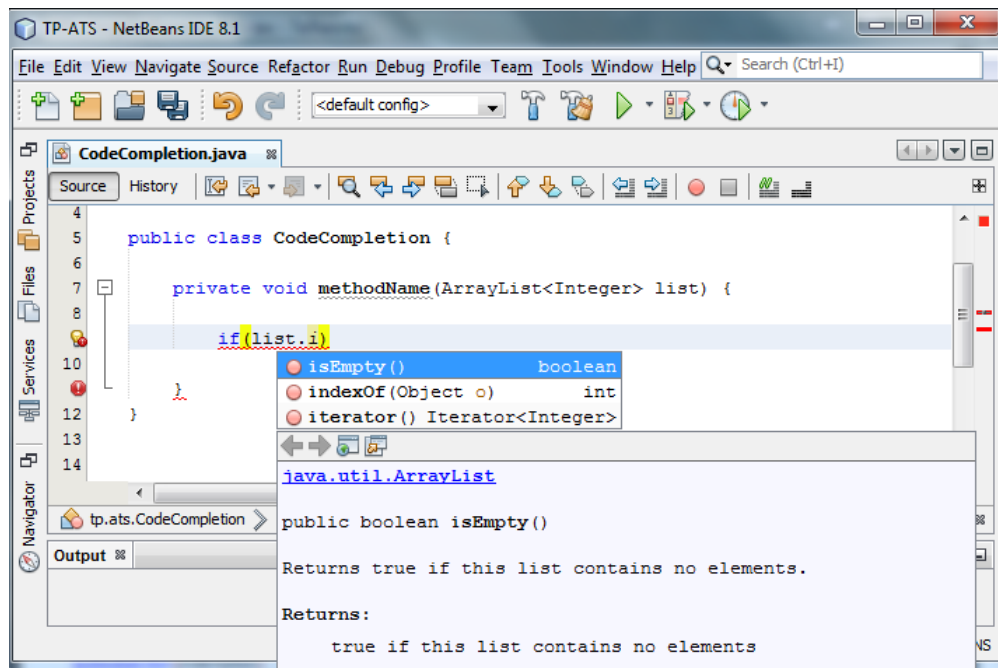 TP-ATS - NetBeans IDE 8.1
File Edit View Navigate Source Refactor Run Debug Profile Team Tools Window Help Search (Ctrl+I)
<default config>
CodeCompletion.java
Source History
Projects
Files
Services
Navigator
4
5 public class CodeCompletion {
6
7 private void methodName(ArrayList<Integer> list) {
8
if(list.i)
10
}
12 }
13
14
isEmpty() boolean
indexOf(Object o) int
iterator() Iterator<Integer>
java.util.ArrayList
public boolean isEmpty()
Returns true if this list contains no elements.
Returns:
true if this list contains no elements
tp.ats.CodeCompletion
Output